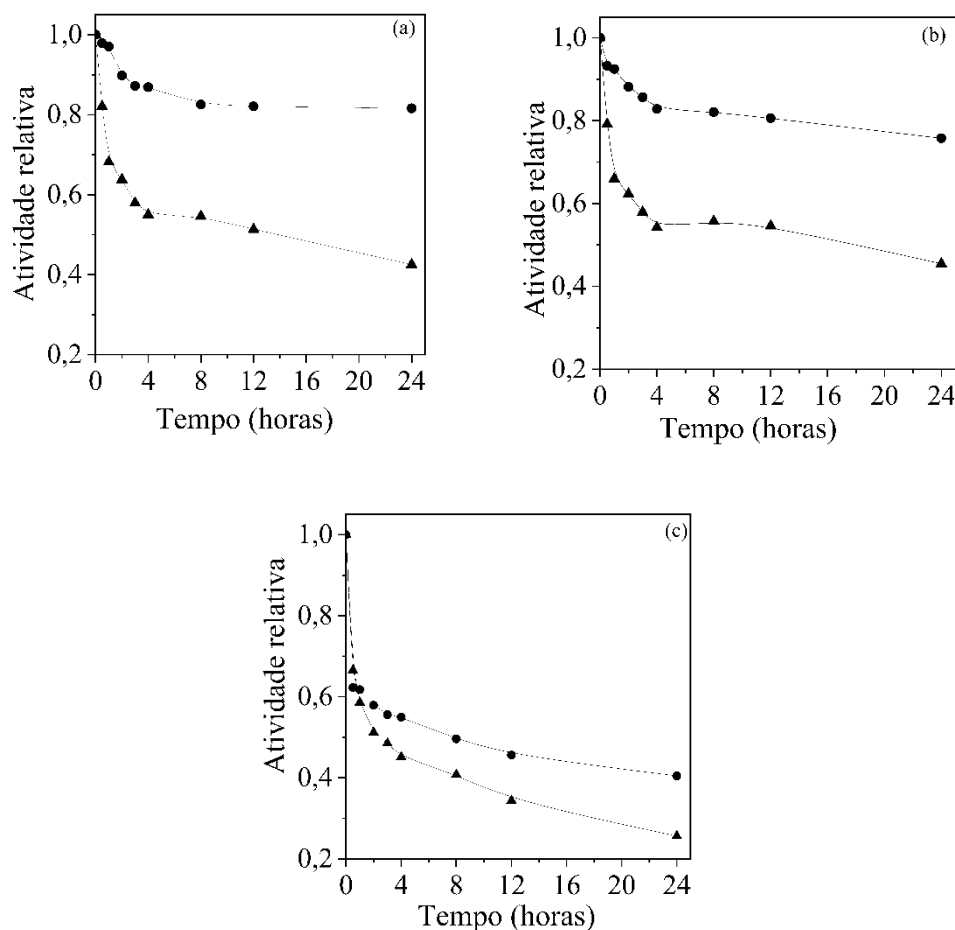 (a)
1,0
0,8
0,6
0,4
0,2
Atividade relativa
0 4 8 12 16 20 24
Tempo (horas)
(b)
1,0
0,8
0,6
0,4
0,2
Atividade relativa
0 4 8 12 16 20 24
Tempo (horas)
(c)
1,0
0,8
0,6
0,4
0,2
Atividade relativa
0 4 8 12 16 20 24
Tempo (horas)